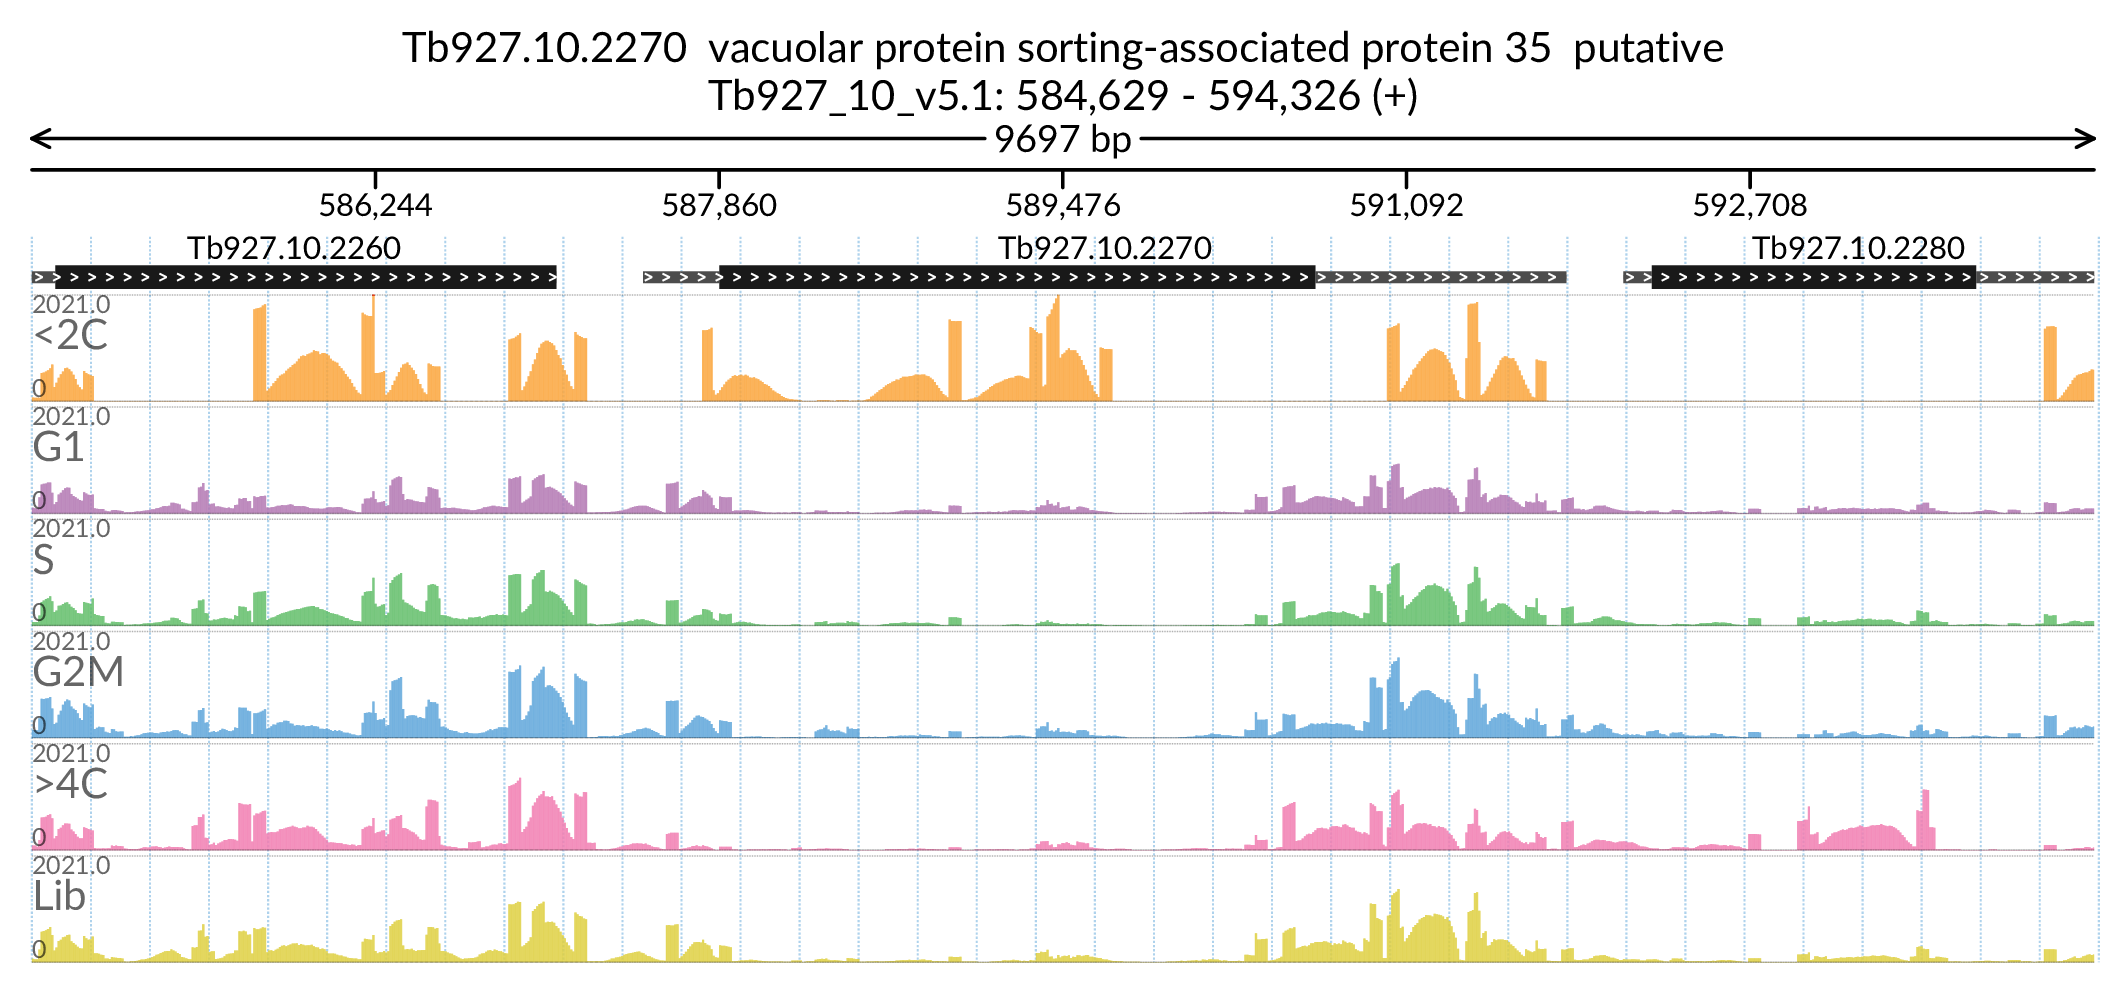 Tb927.10.2270  vacuolar protein sorting-associated protein 35  putative
Tb927_10_v5.1: 584,629 - 594,326 (+)
9697 bp
586,244 587,860 589,476 591,092 592,708
Tb927.10.2260 Tb927.10.2270 Tb927.10.2280
2021.0
<2C
0
2021.0
G1
0
2021.0
S
0
2021.0
G2M
0
2021.0
>4C
0
2021.0
Lib
0